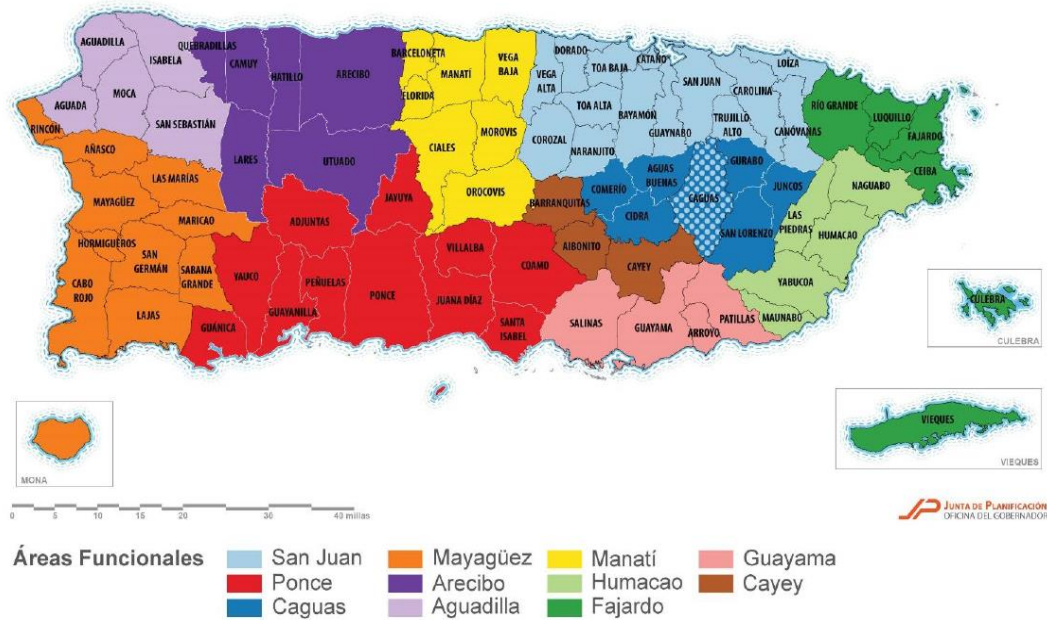 AGUADILLA
ISABELA
QUEBRADILLAS
CAMUY
HATILLO
ARECIBO
BARCELONETA
MANATÍ
VEGA
BAJA
DORADO
VEGA
ALTA
TOA BAJA
CATAÑO
SAN JUAN
LOÍZA
CAROLINA
AGUADA
MOCA
SAN SEBASTIÁN
FLORIDA
TOA ALTA
BAYAMÓN
GUAYNABO
TRUJILLO
ALTO
CANÓVANAS
RÍO GRANDE
LUQUILLO
FAJARDO
CEIBA
RINCÓN
AÑASCO
LARES
UTUADO
CIALES
MOROVIS
COROZAL
NARANJITO
LAS MARÍAS
MAYAGÜEZ
MARICAO
ADJUNTAS
JAYUYA
OROCOVIS
BARRANQUITAS
COMERÍO
AGUAS
BUENAS
CIDRA
CAGUAS
GURABO
JUNCOS
SAN LORENZO
LAS
PIEDRAS
NAGUABO
HUMACAO
HORMIGUEROS
SAN
GERMÁN
SABANA
GRANDE
CABO
ROJO
LAJAS
YAUCO
GUÁNICA
GUAYANILLA
PEÑUELAS
PONCE
VILLALBA
JUANA DÍAZ
COAMO
SANTA
ISABEL
AIBONITO
CAYEY
SALINAS
GUAYAMA
ARROYO
PATILLAS
YABUCOA
MAUNABO
CULEBRA
CULEBRA
VIEQUES
VIEQUES
MONA
0 5 10 15 20 30 40 millas
JP JUNTA DE PLANIFICACIÓN
OFICINA DEL GOBERNADOR
Áreas Funcionales
San Juan
Ponce
Caguas
Mayagüez
Arecibo
Aguadilla
Manatí
Humacao
Fajardo
Guayama
Cayey